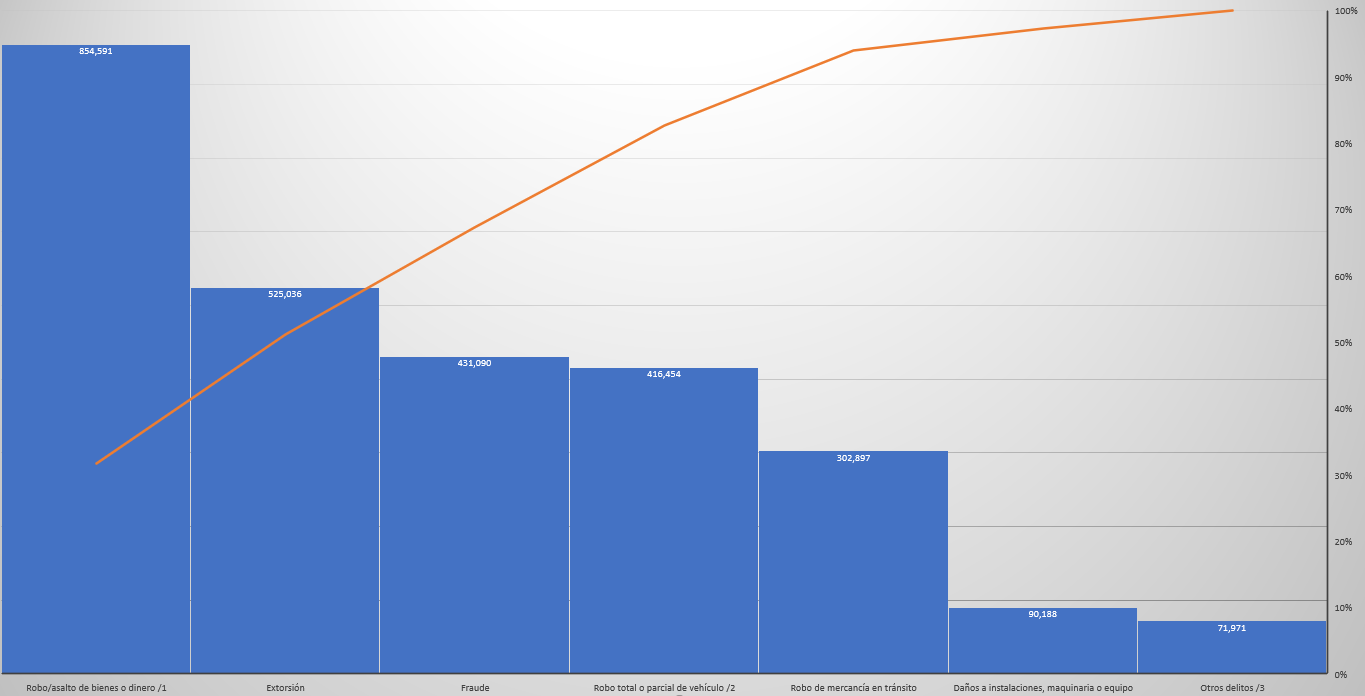 100%
90%
80%
70%
60%
50%
40%
30%
20%
10%
0%
854,591
525,036
431,090
416,454
302,897
90,188
71,971
Robo/asalto de bienes o dinero /1
Extorsión
Fraude
Robo total o parcial de vehículo /2
Robo de mercancía en tránsito
Daños a instalaciones, maquinaria o equipo
Otros delitos /3